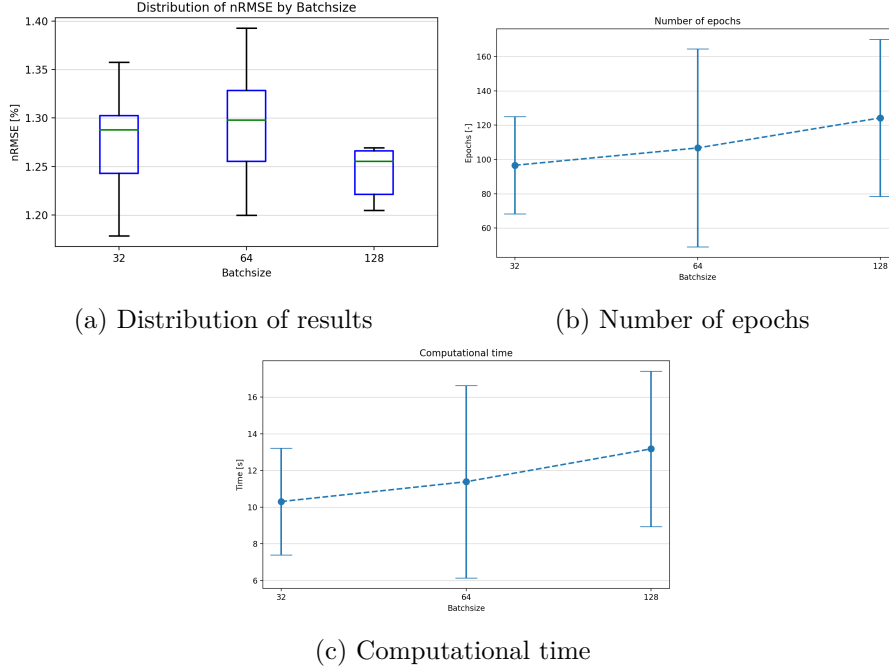 Distribution of nRMSE by Batchsize
1.40
1.35
1.30
1.25
1.20
nRMSE [%]
32 64 128
Batchsize
(a) Distribution of results
Number of epochs
160
140
120
100
80
60
Epochs [-]
32 64 128
Batchsize
(b) Number of epochs
Computational time
16
14
12
10
8
6
Time [s]
32 64 128
Batchsize
(c) Computational time